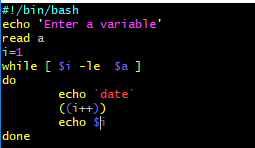 #!/bin/bash
echo 'Enter a variable'
read a
i=1
while [ $i -le  $a ]
do
        echo `date`
        ((i++))
        echo $i
done